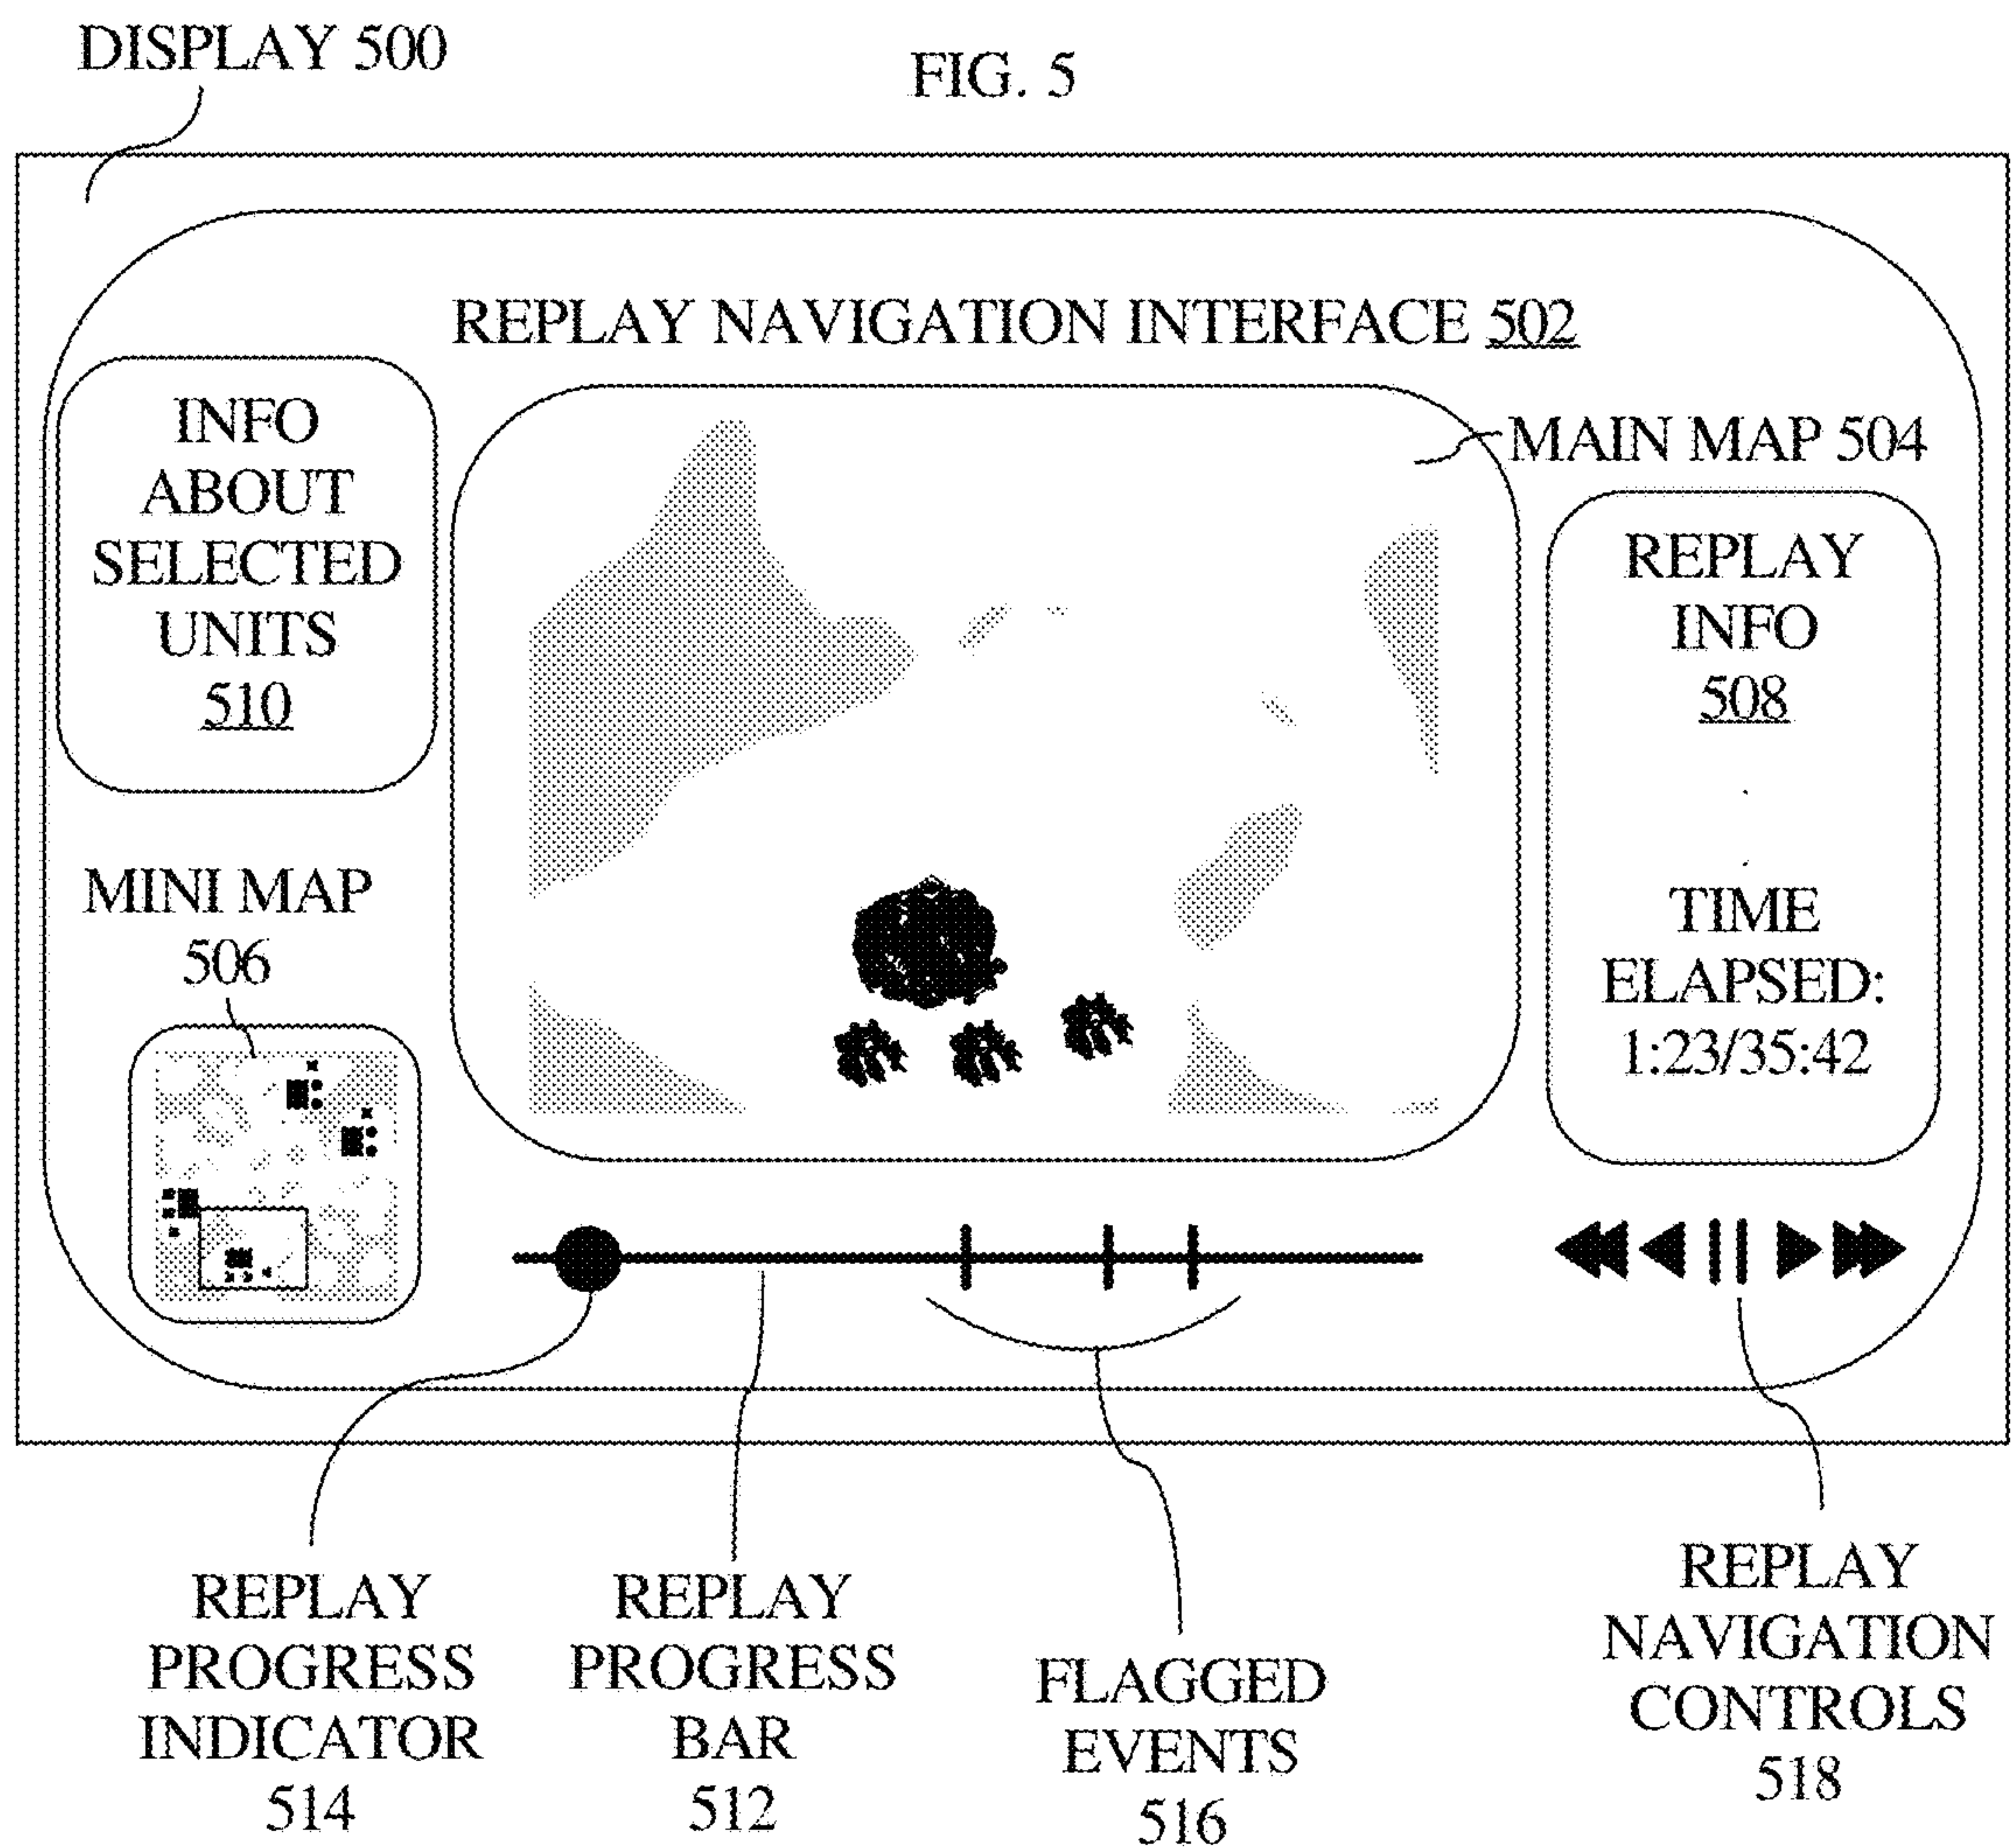 DISPLAY 500
FIG. 5
REPLAY NAVIGATION INTERFACE 502
INFO
ABOUT
SELECTED
UNITS
510
MAIN MAP 504
REPLAY
INFO
508
.
.
TIME
ELAPSED:
1:23/35:42
MINI MAP
506
REPLAY
PROGRESS
INDICATOR
514
REPLAY
PROGRESS
BAR
512
FLAGGED
EVENTS
516
REPLAY
NAVIGATION
CONTROLS
518